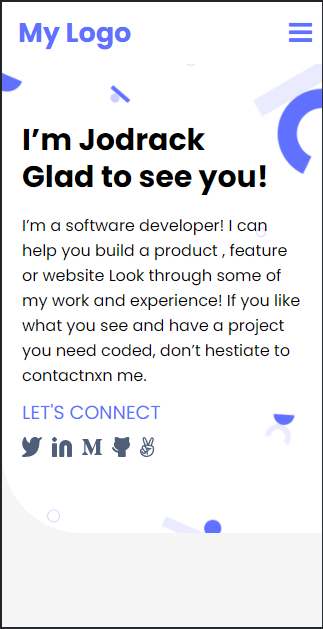 My Logo
I’m Jodrack
Glad to see you!
I’m a software developer! I can
help you build a product , feature
or website Look through some of
my work and experience! If you like
what you see and have a project
you need coded, don’t hestiate to
contactnxn me.
LET'S CONNECT